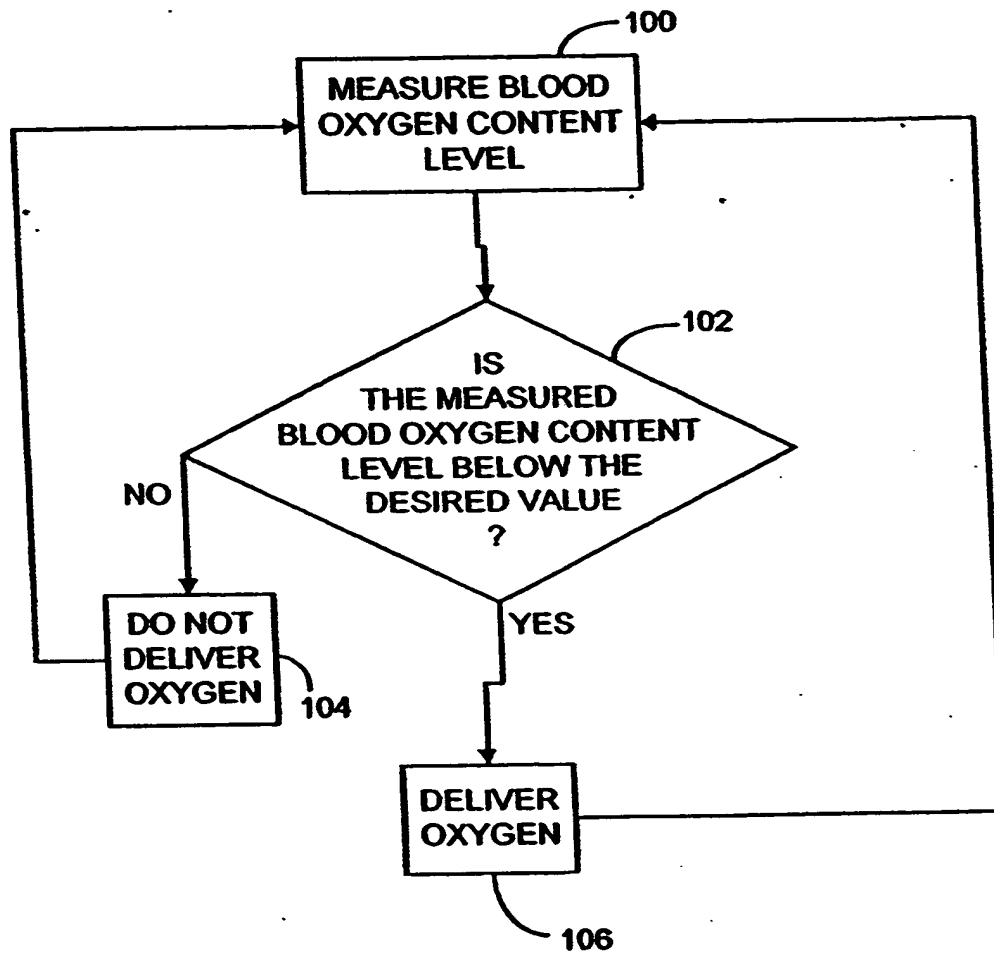 100
MEASURE BLOOD
OXYGEN CONTENT
LEVEL
102
IS
THE MEASURED
BLOOD OXYGEN CONTENT
LEVEL BELOW THE
DESIRED VALUE
?
NO
YES
DO NOT
DELIVER
OXYGEN
104
DELIVER
OXYGEN
106